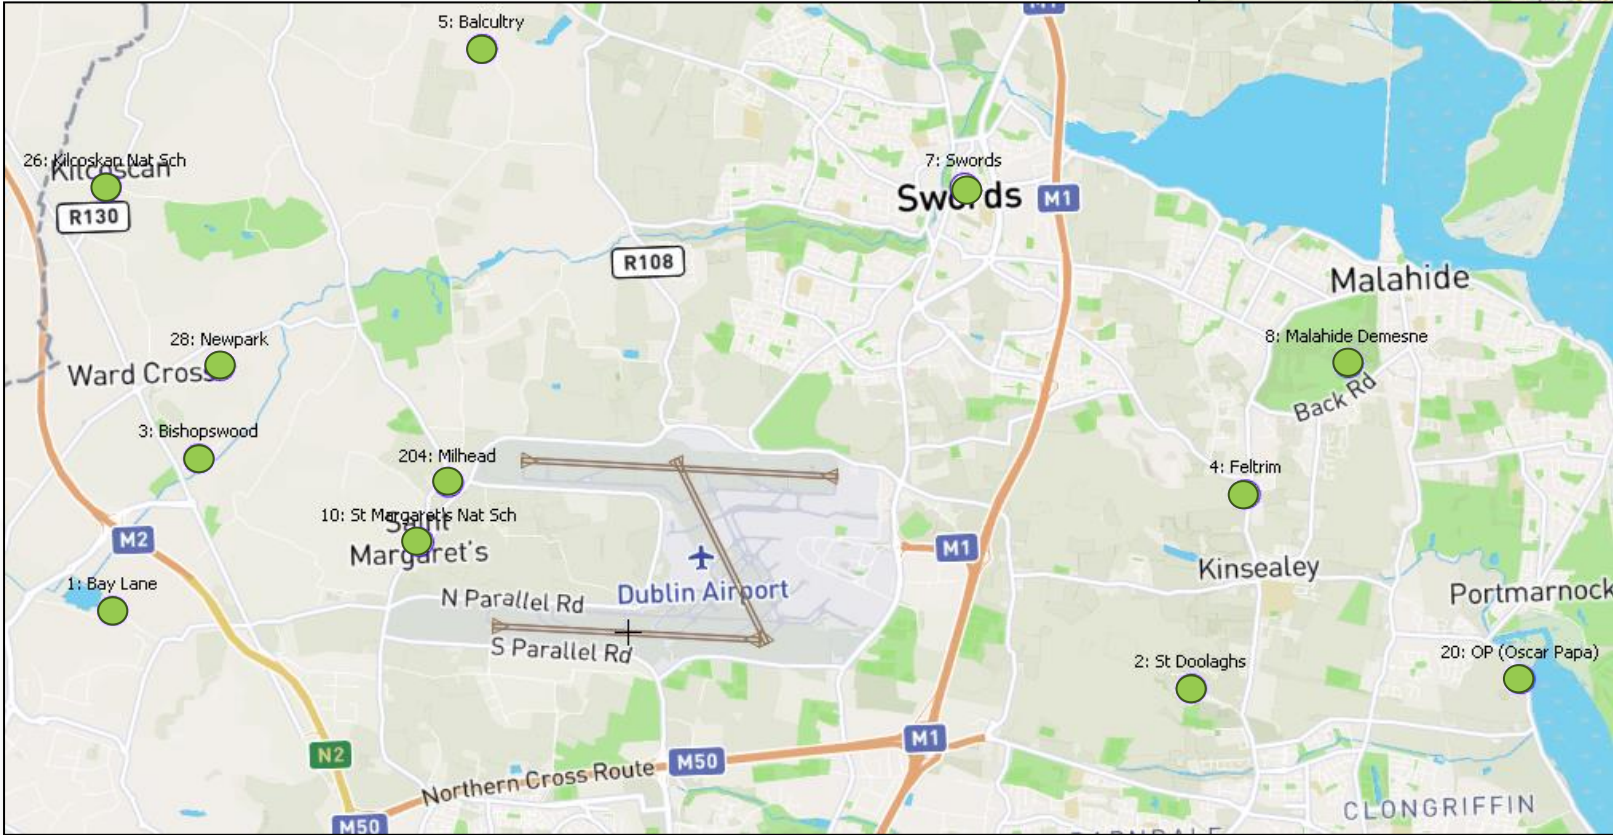 M1
5: Balcultry
26: Kilcoskan Nat Sch
Kilcoscan
7: Swords
Swords
M1
R130
R108
Malahide
28: Newpark
8: Malahide Demesne
Ward Cross
Back Rd
3: Bishopswood
204: Milhead
4: Feltrim
10: St Margaret's Nat Sch
Saint
Margaret's
M2
M1
Kinsealey
1: Bay Lane
Dublin Airport
Portmarnock
N Parallel Rd
S Parallel Rd
2: St Doolaghs
20: OP (Oscar Papa)
N2
M1
M50
Northern Cross Route
CLONGRIFFIN
M50